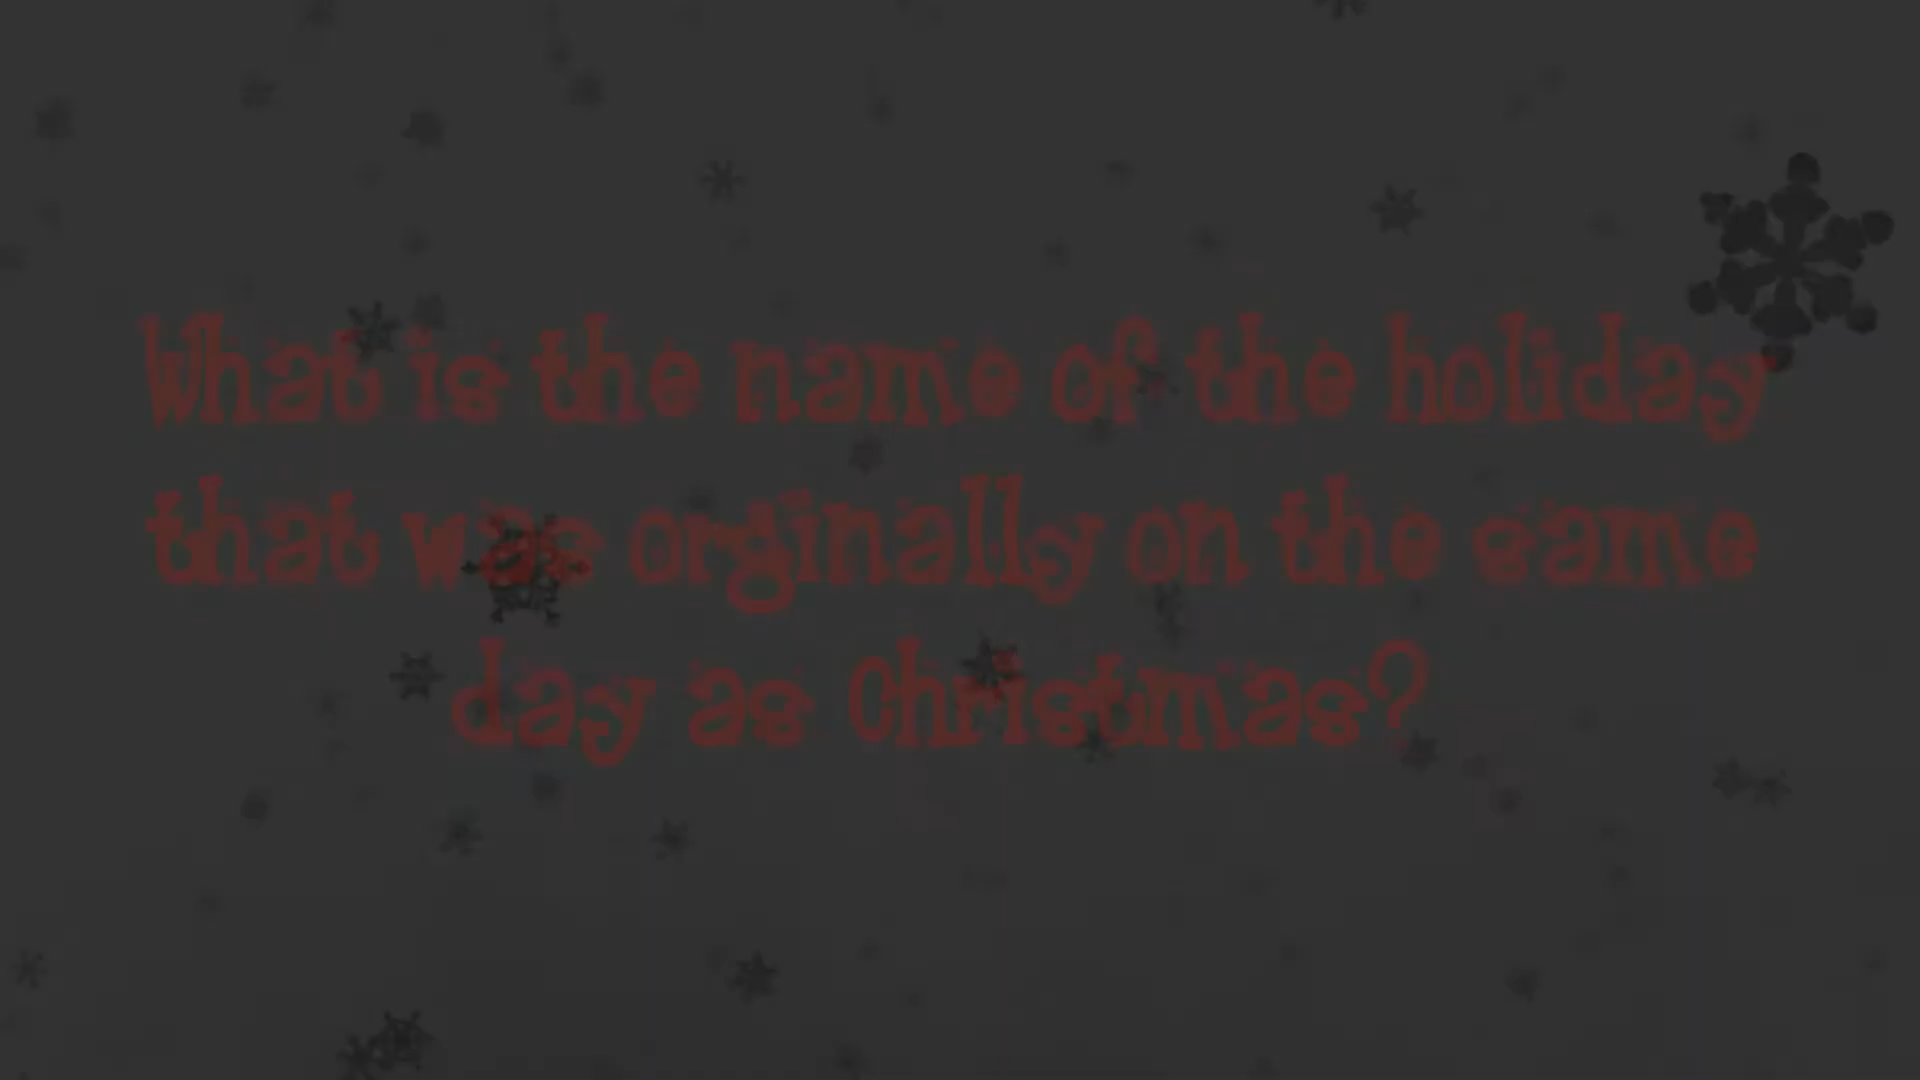 What is the name of the holiday
that was orginally on the same
day as Christmas?